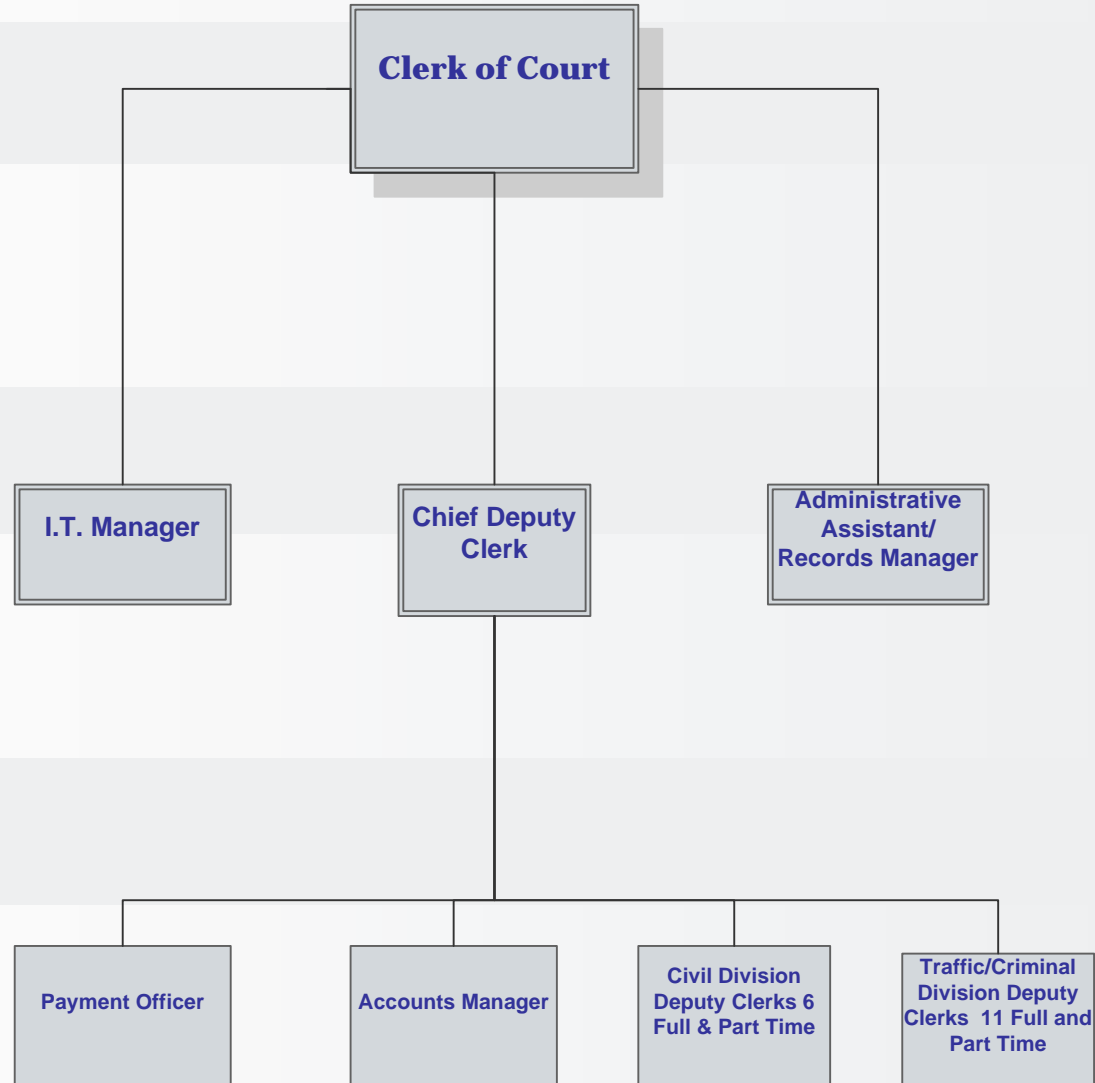 Clerk of Court
I.T. Manager
Chief Deputy
Clerk
Administrative
Assistant/
Records Manager
Payment Officer
Accounts Manager
Civil Division
Deputy Clerks 6
Full & Part Time
Traffic/Criminal
Division Deputy
Clerks  11 Full and
Part Time